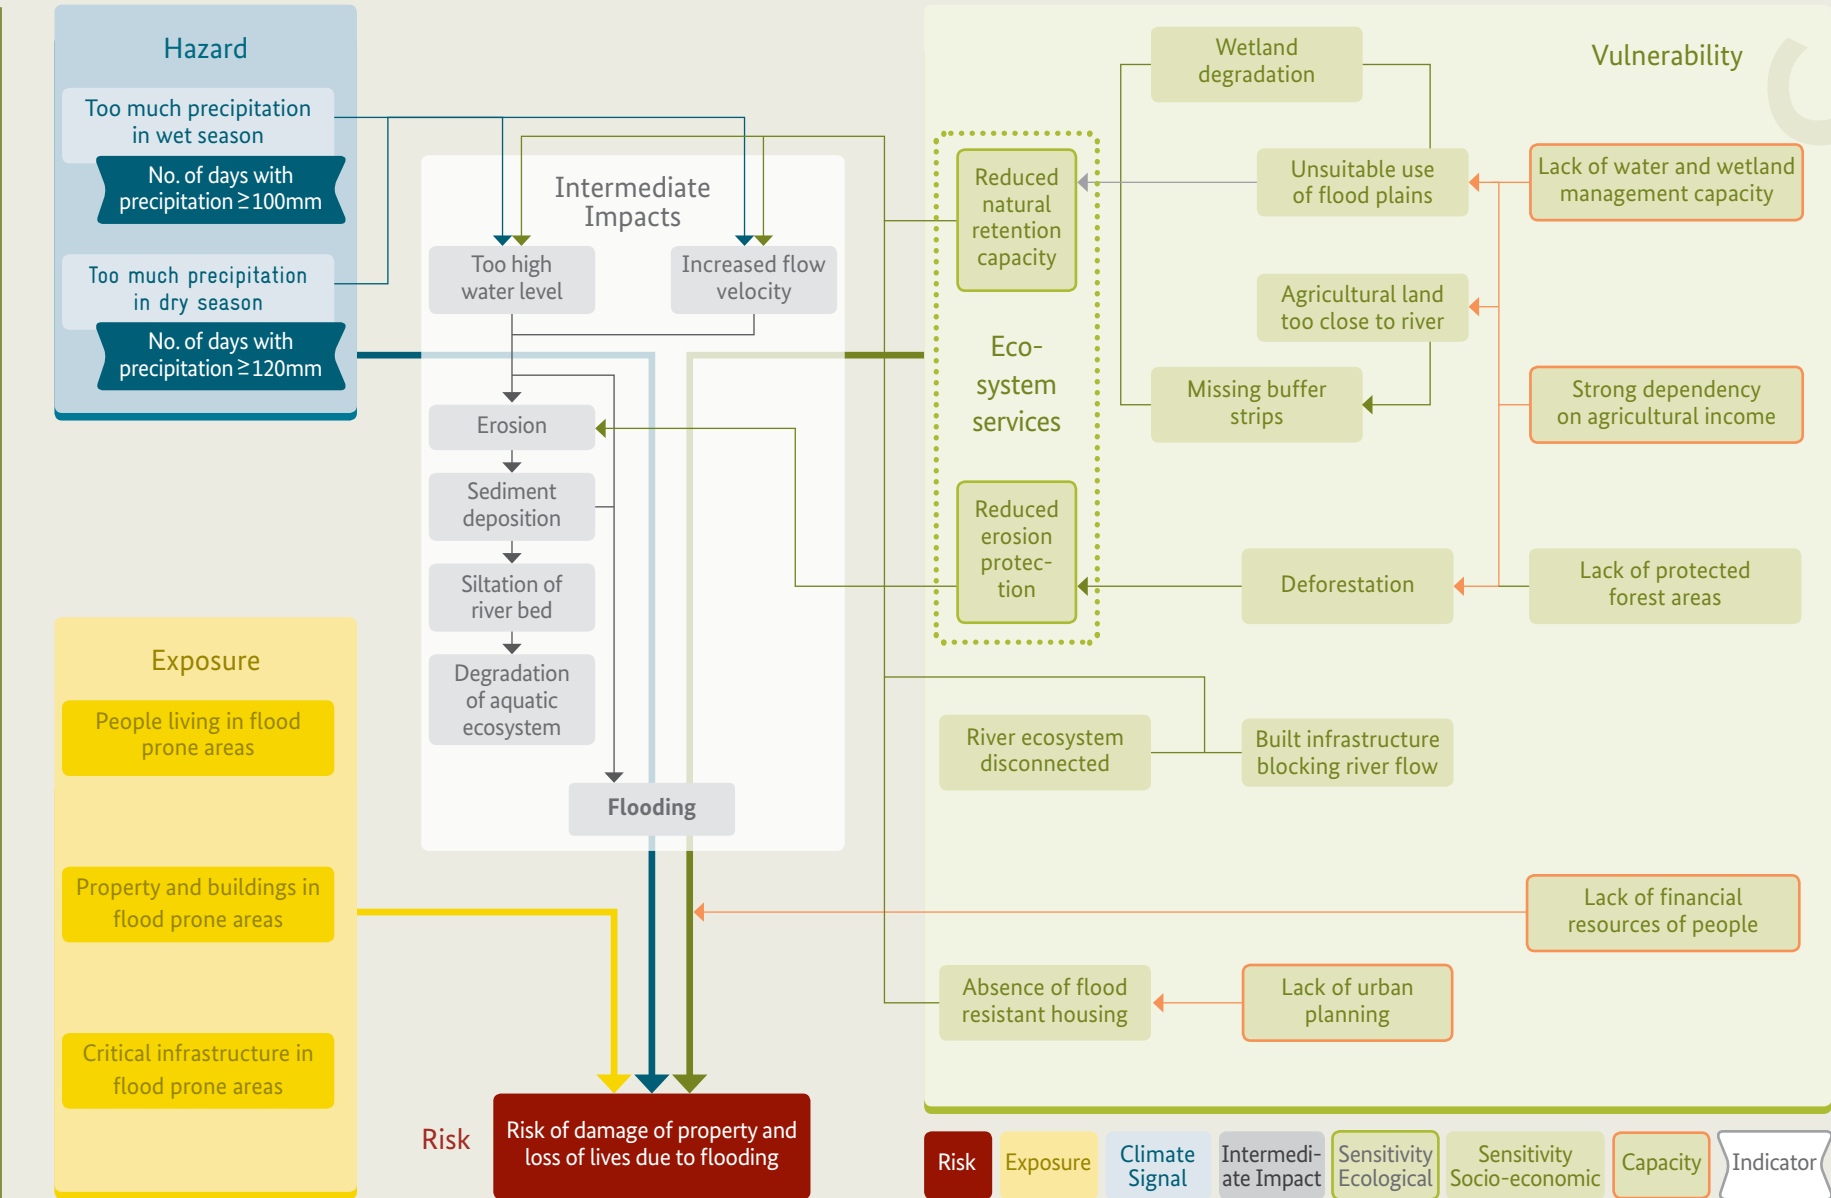 Hazard
Too much precipitation
in wet season
No. of days with
precipitation ≥ 100mm
Too much precipitation
in dry season
No. of days with
precipitation ≥ 120mm
Exposure
People living in flood
prone areas
Property and buildings in
flood prone areas
Critical infrastructure in
flood prone areas
Intermediate
Impacts
Too high
water level
Increased flow
velocity
Erosion
Sediment
deposition
Siltation of
river bed
Degradation
of aquatic
ecosystem
Flooding
Risk
Risk of damage of property and
loss of lives due to flooding
Vulnerability
Wetland
degradation
Reduced
natural
retention
capacity
Unsuitable use
of flood plains
Lack of water and wetland
management capacity
Agricultural land
too close to river
Eco-
system
services
Missing buffer
strips
Strong dependency
on agricultural income
Reduced
erosion
protec-
tion
Deforestation
Lack of protected
forest areas
River ecosystem
disconnected
Built infrastructure
blocking river flow
Lack of financial
resources of people
Absence of flood
resistant housing
Lack of urban
planning
Risk
Exposure
Climate
Signal
Intermedi-
ate Impact
Sensitivity
Ecological
Sensitivity
Socio-economic
Capacity
Indicator